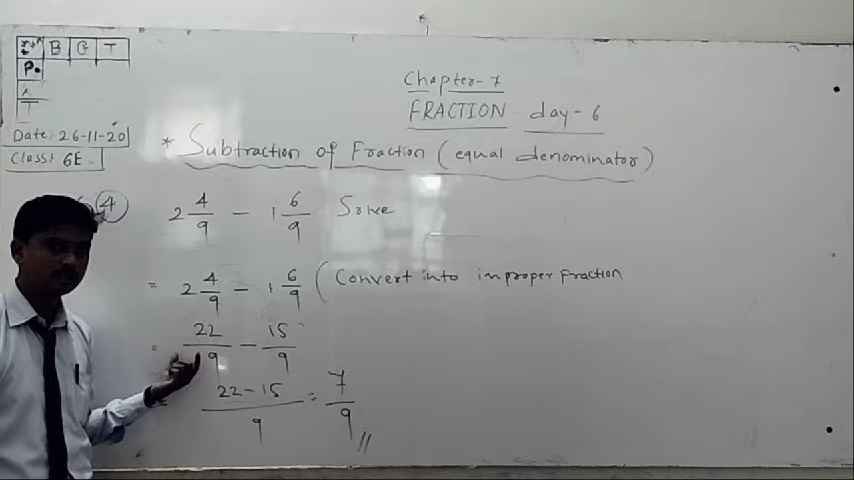 B G T
P.
Date: 26-11-20
Class: 6E
Chapter-7
FRACTION day-6
* Subtraction of Fraction (equal denominator)
4
2 4/9 - 1 6/9 Solve
= 2 4/9 - 1 6/9 (Convert into improper fraction
= 22/9 - 15/9
= 22-15/9 = 7/9 //